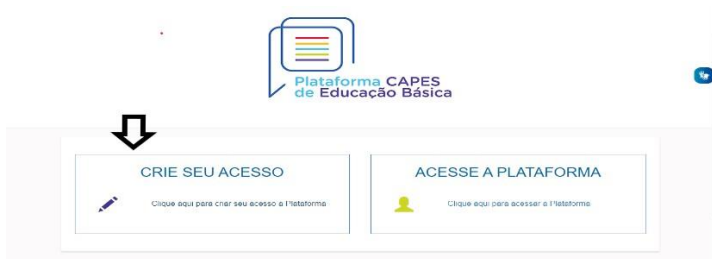 Plataforma CAPES
de Educação Básica
CRIE SEU ACESSO
Clique aqui para criar seu acesso a Plataforma
ACESSE A PLATAFORMA
Clique aqui para acessar a Plataforma